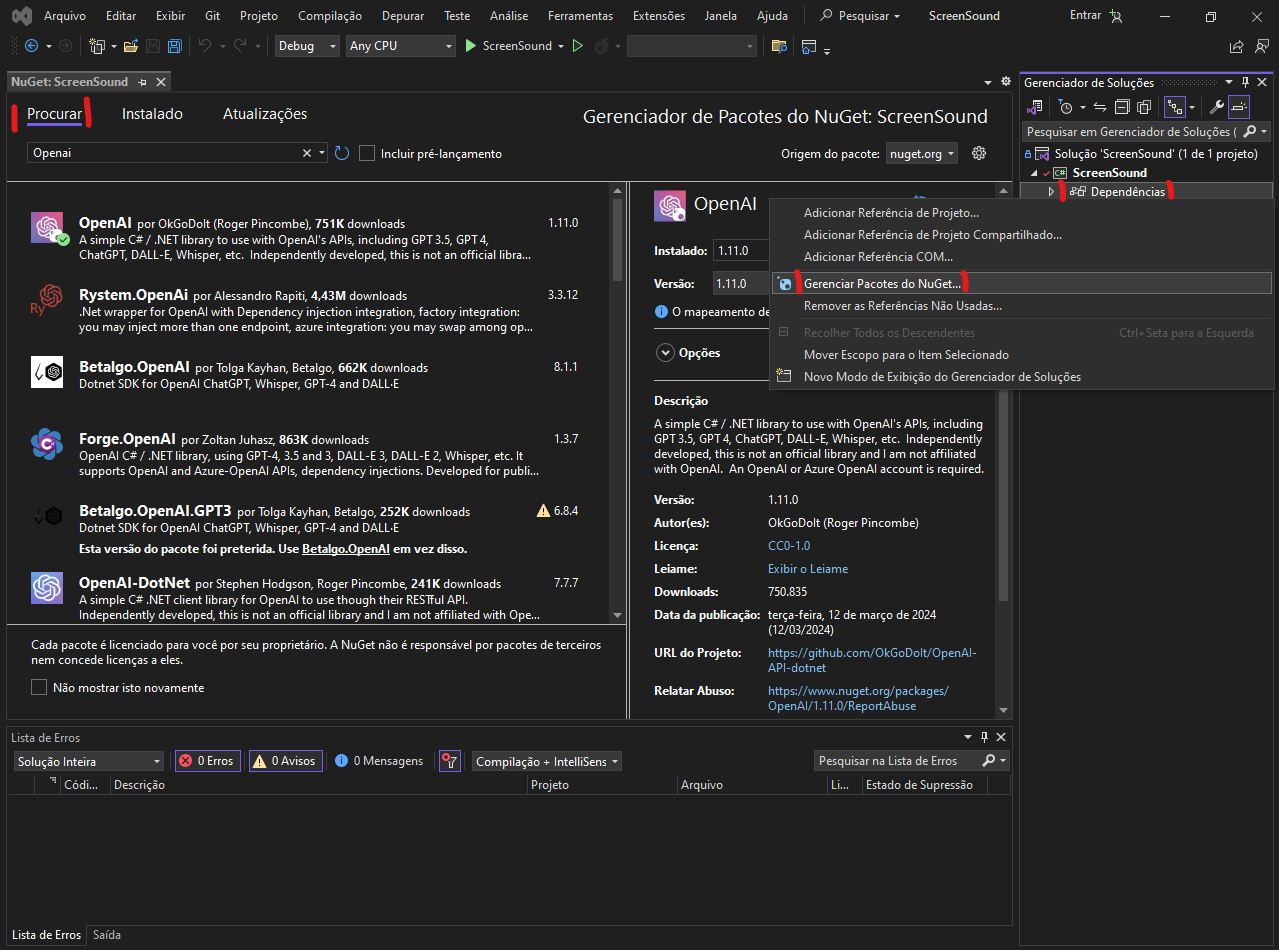 Arquivo Editar Exibir Git Projeto Compilação Depurar Teste Análise Ferramentas Extensões Janela Ajuda Pesquisar ScreenSound Entrar
Debug Any CPU ScreenSound
NuGet: ScreenSound
Procurar Instalado Atualizações
Gerenciador de Pacotes do NuGet: ScreenSound
Openai
Incluir pré-lançamento
Origem do pacote: nuget.org
OpenAI por OkGoDoIt (Roger Pincombe), 751K downloads 1.11.0
A simple C# / .NET library to use with OpenAI's APIs, including GPT 3.5, GPT 4,
ChatGPT, DALL-E, Whisper, etc. Independently developed, this is not an official libra...
Rystem.OpenAi por Alessandro Rapiti, 4,43M downloads 3.3.12
.Net wrapper for OpenAI with Dependency injection integration, factory integration:
you may inject more than one endpoint, azure integration: you may swap among op...
Betalgo.OpenAI por Tolga Kayhan, Betalgo, 662K downloads 8.1.1
Dotnet SDK for OpenAI ChatGPT, Whisper, GPT-4 and DALL·E
Forge.OpenAI por Zoltan Juhasz, 863K downloads 1.3.7
OpenAI C# / .NET library, using GPT-4, 3.5 and 3, DALL-E 3, DALL-E 2, Whisper, etc. It
supports OpenAI and Azure-OpenAI APIs, dependency injections. Developed for publi...
Betalgo.OpenAI.GPT3 por Tolga Kayhan, Betalgo, 252K downloads 6.8.4
Dotnet SDK for OpenAI ChatGPT, Whisper, GPT-4 and DALL·E
Esta versão do pacote foi preterida. Use Betalgo.OpenAI em vez disso.
OpenAI-DotNet por Stephen Hodgson, Roger Pincombe, 241K downloads 7.7.7
A simple C# .NET client library for OpenAI to use though their RESTful API.
Independently developed, this is not an official library and I am not affiliated with Ope...
Cada pacote é licenciado para você por seu proprietário. A NuGet não é responsável por pacotes de terceiros
nem concede licenças a eles.
Não mostrar isto novamente
OpenAI
Instalado: 1.11.0
Versão: 1.11.0
O mapeamento de
Opções
Descrição
A simple C# / .NET library to use with OpenAI's APIs, including
GPT 3.5, GPT 4, ChatGPT, DALL-E, Whisper, etc. Independently
developed, this is not an official library and I am not affiliated
with OpenAI. An OpenAI or Azure OpenAI account is required.
Versão: 1.11.0
Autor(es): OkGoDoIt (Roger Pincombe)
Licença: CC0-1.0
Leiame: Exibir o Leiame
Downloads: 750.835
Data da publicação: terça-feira, 12 de março de 2024
(12/03/2024)
URL do Projeto: https://github.com/OkGoDoIt/OpenAI-
API-dotnet
Relatar Abuso: https://www.nuget.org/packages/
OpenAI/1.11.0/ReportAbuse
Gerenciador de Soluções
Pesquisar em Gerenciador de Soluções (
Solução 'ScreenSound' (1 de 1 projeto)
C# ScreenSound
Dependências
Adicionar Referência de Projeto...
Adicionar Referência de Projeto Compartilhado...
Adicionar Referência COM...
Gerenciar Pacotes do NuGet...
Remover as Referências Não Usadas...
Recolher Todos os Descendentes Ctrl+Seta para a Esquerda
Mover Escopo para o Item Selecionado
Novo Modo de Exibição do Gerenciador de Soluções
Lista de Erros
Solução Inteira 0 Erros 0 Avisos 0 Mensagens Compilação + IntelliSens Pesquisar na Lista de Erros
Códi... Descrição Projeto Arquivo Li... Estado de Supressão
Lista de Erros Saída